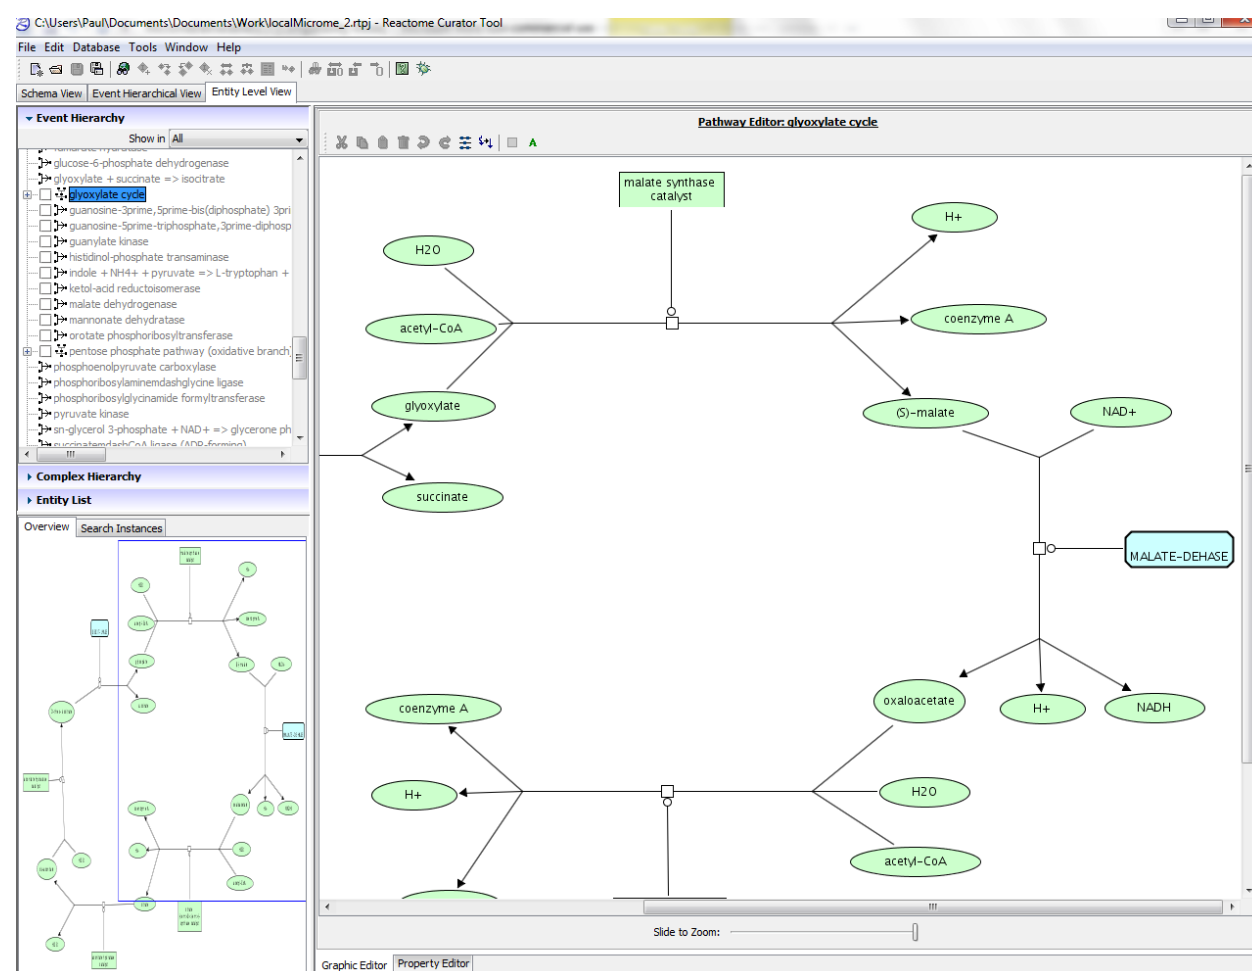 C:\Users\Paul\Documents\Documents\Work\localMicrome_2.rtpj - Reactome Curator Tool
File Edit Database Tools Window Help
Schema View Event Hierarchical View Entity Level View
Event Hierarchy
Show in All
glucose-6-phosphate dehydrogenase
glyoxylate + succinate => isocitrate
glyoxylate cycle
guanosine-3prime,5prime-bis(diphosphate) 3pri
guanosine-5prime-triphosphate,3prime-diphosp
guanylate kinase
histidinol-phosphate transaminase
indole + NH4+ + pyruvate => L-tryptophan +
ketol-acid reductoisomerase
malate dehydrogenase
mannonate dehydratase
orotate phosphoribosyltransferase
pentose phosphate pathway (oxidative branch)
phosphoenolpyruvate carboxylase
phosphoribosylaminemdashglycine ligase
phosphoribosylglycinamide formyltransferase
pyruvate kinase
sn-glycerol 3-phosphate + NAD+ => glycerone ph
succinatemdashCoA ligase (ADP-forming)
Complex Hierarchy
Entity List
Overview Search Instances
Pathway Editor: glyoxylate cycle
A
malate synthase
catalyst
H+
H2O
acetyl-CoA
coenzyme A
glyoxylate
(S)-malate
NAD+
succinate
MALATE-DEHASE
oxaloacetate
H+
NADH
coenzyme A
H+
H2O
acetyl-CoA
Slide to Zoom:
Graphic Editor Property Editor